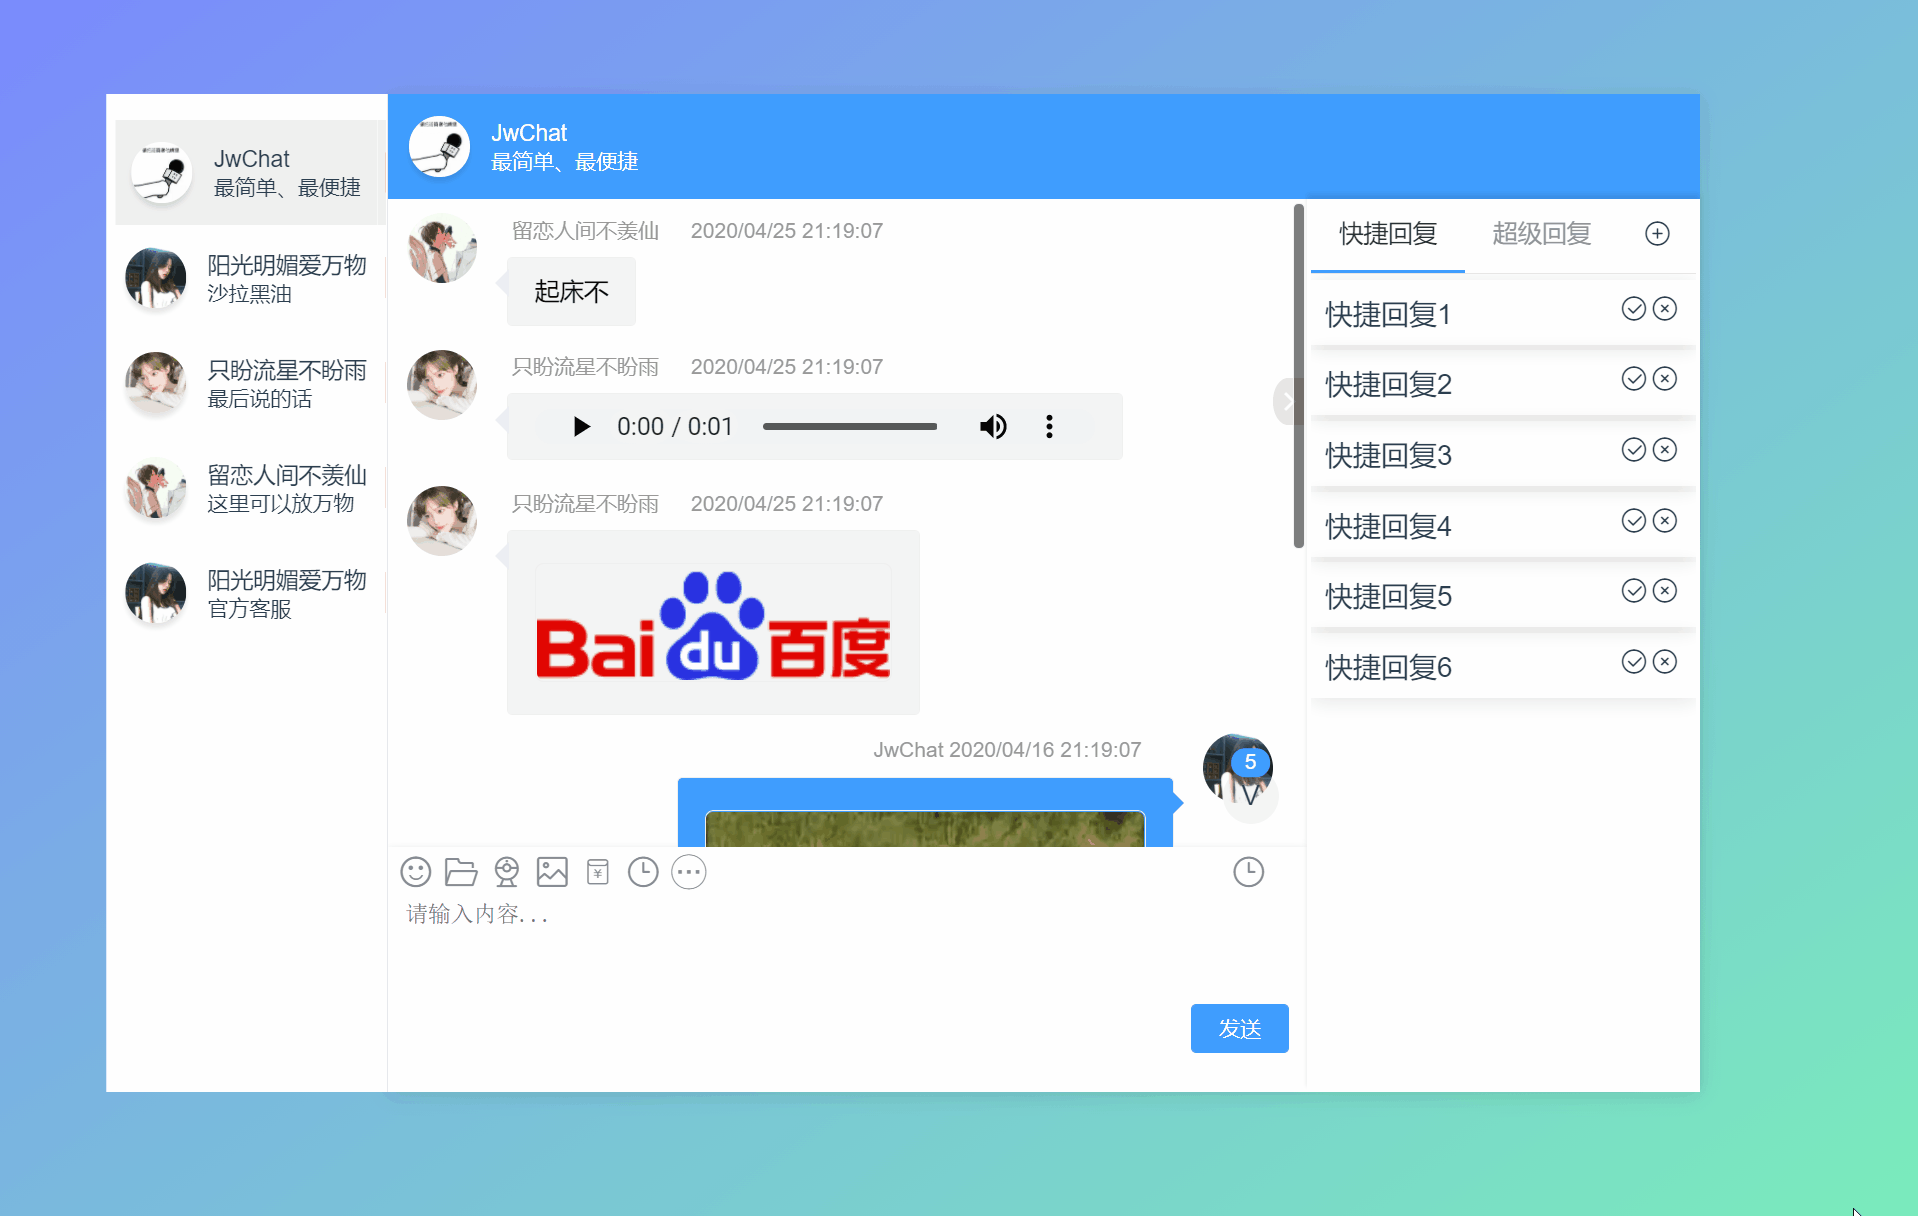 JwChat
最简单、最便捷
阳光明媚爱万物
沙拉黑油
只盼流星不盼雨
最后说的话
留恋人间不羡仙
这里可以放万物
阳光明媚爱万物
官方客服
JwChat
最简单、最便捷
留恋人间不羡仙 2020/04/25 21:19:07
起床不
只盼流星不盼雨 2020/04/25 21:19:07
0:00 / 0:01
只盼流星不盼雨 2020/04/25 21:19:07
Bai du 百度
JwChat 2020/04/16 21:19:07
5
请输入内容...
发送
快捷回复 超级回复
快捷回复1
快捷回复2
快捷回复3
快捷回复4
快捷回复5
快捷回复6